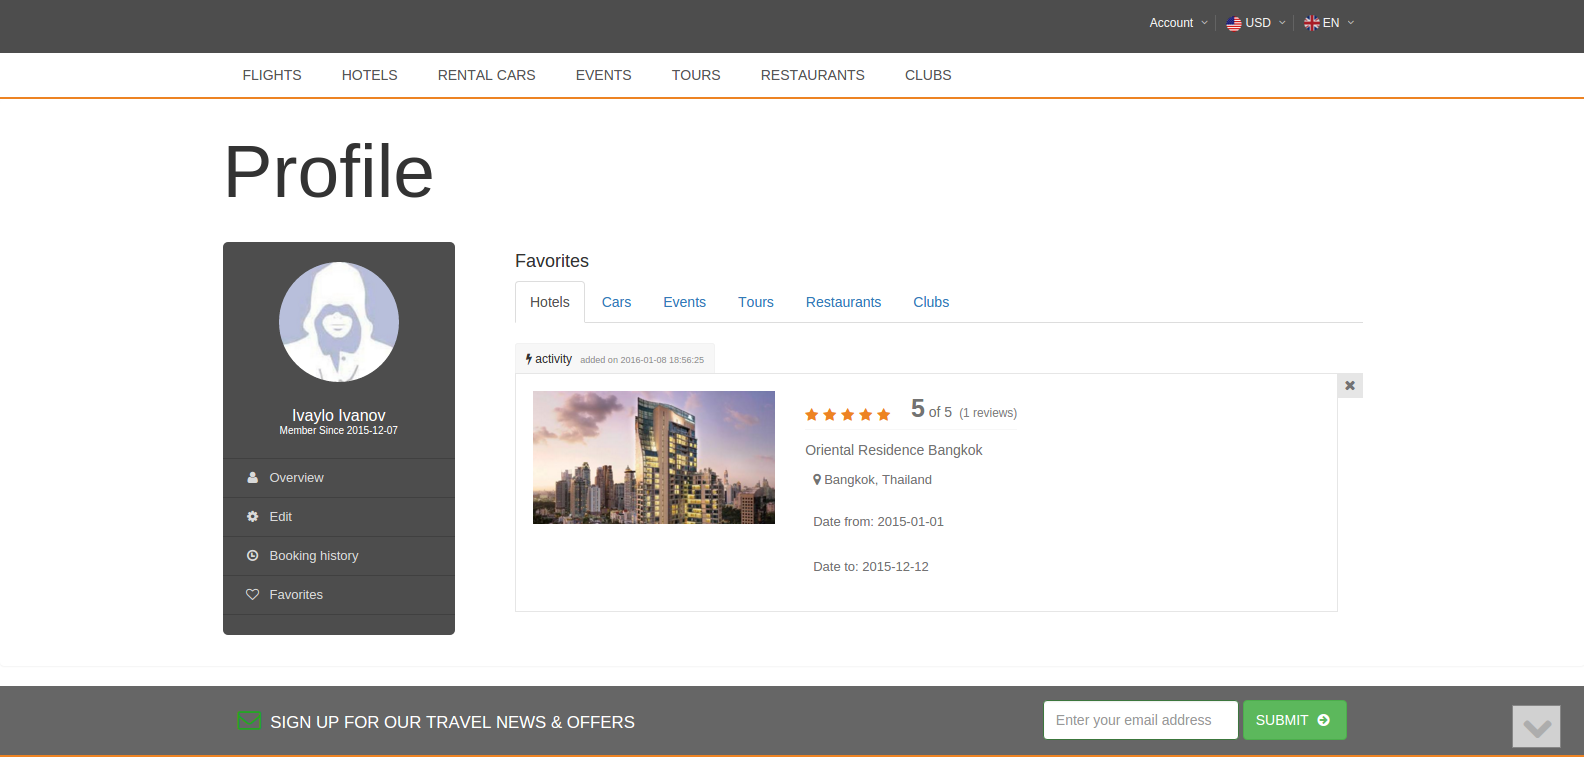 Account USD EN
FLIGHTS HOTELS RENTAL CARS EVENTS TOURS RESTAURANTS CLUBS
Profile
Ivaylo Ivanov
Member Since 2015-12-07
Overview
Edit
Booking history
Favorites
Favorites
Hotels Cars Events Tours Restaurants Clubs
activity added on 2016-01-08 18:56:25
5 of 5 (1 reviews)
Oriental Residence Bangkok
Bangkok, Thailand
Date from: 2015-01-01
Date to: 2015-12-12
SIGN UP FOR OUR TRAVEL NEWS & OFFERS
Enter your email address SUBMIT